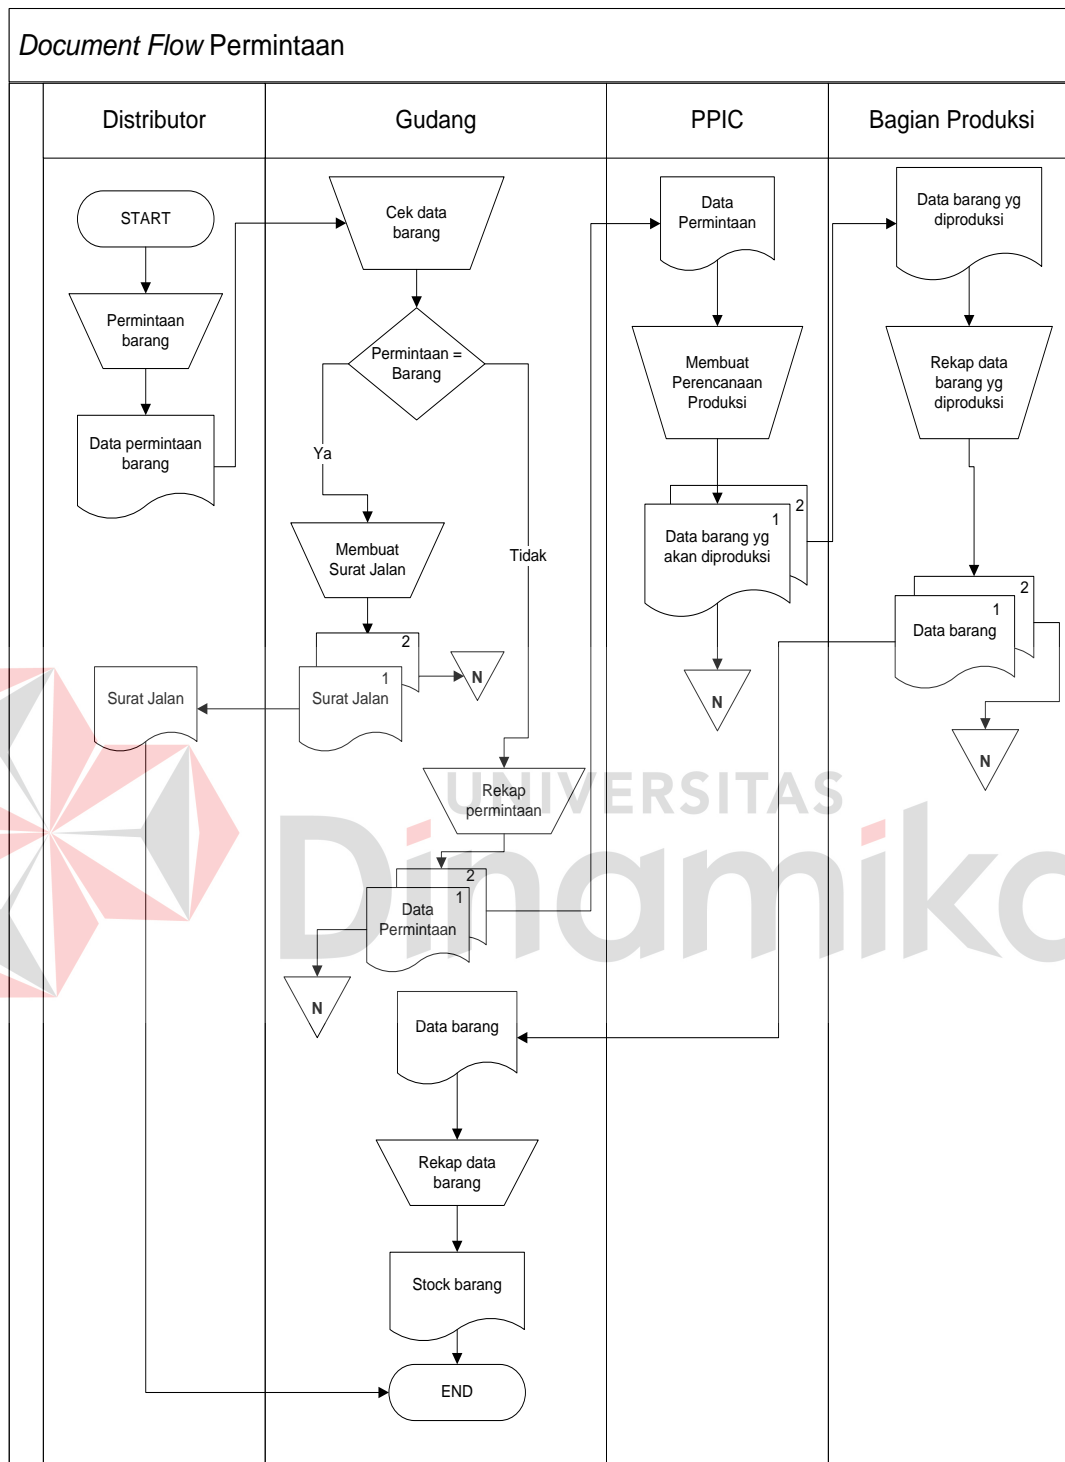 Document Flow Permintaan
Distributor
Gudang
PPIC
Bagian Produksi
START
Permintaan
barang
Data permintaan
barang
Surat Jalan
Cek data
barang
Permintaan =
Barang
Ya
Tidak
Membuat
Surat Jalan
2
1
Surat Jalan
N
Rekap
permintaan
2
1
Data
Permintaan
N
Data barang
Rekap data
barang
Stock barang
END
Data
Permintaan
Membuat
Perencanaan
Produksi
2
1
Data barang yg
akan diproduksi
N
Data barang yg
diproduksi
Rekap data
barang yg
diproduksi
2
1
Data barang
N
UNIVERSITAS
Dinamika